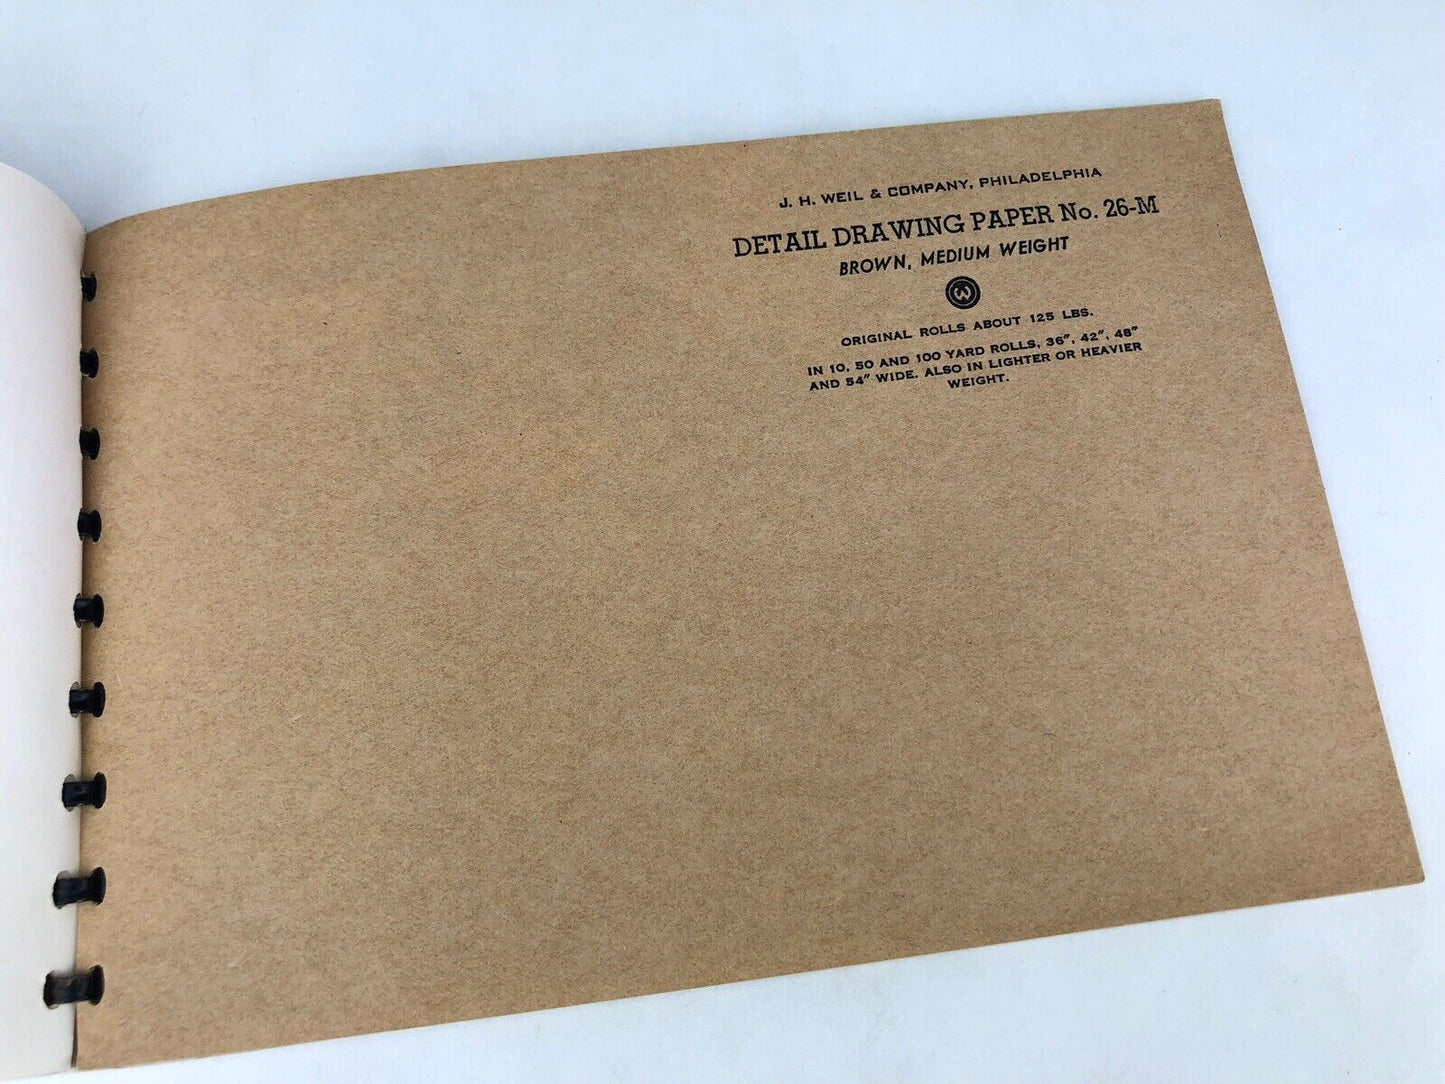 J. H. WEIL & COMPANY, PHILADELPHIA
DETAIL DRAWING PAPER No. 26-M
BROWN, MEDIUM WEIGHT
W
ORIGINAL ROLLS ABOUT 125 LBS.
IN 10, 50 AND 100 YARD ROLLS, 36", 42", 48"
AND 54" WIDE. ALSO IN LIGHTER OR HEAVIER
WEIGHT.